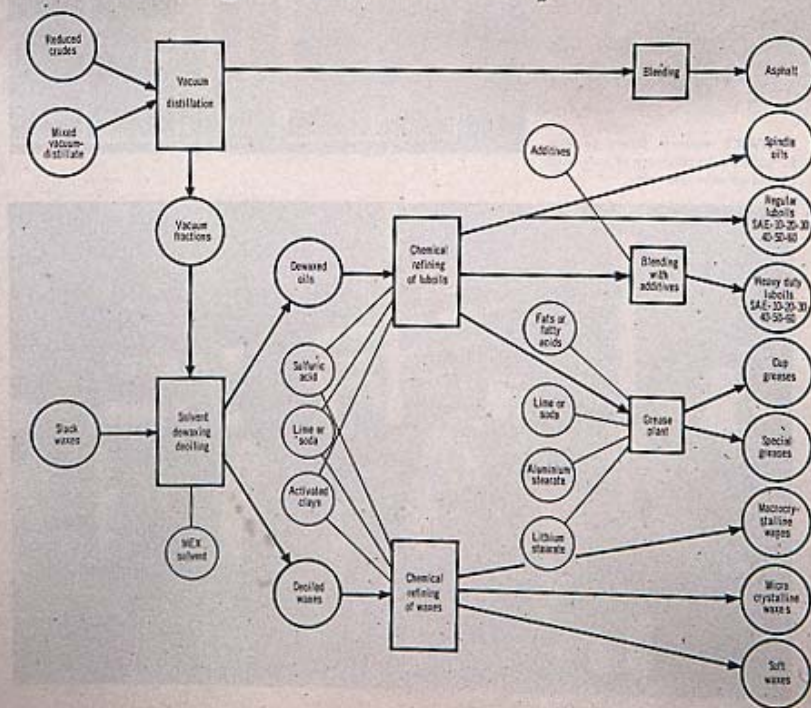 Reduced
crudes
Mixed
vacuum-
distillate
Vacuum
distillation
Blending
Asphalt
Vacuum
fractions
Additives
Spindle
oils
Regular
luboils
SAE-10-20-30
40-50-60
Dewaxed
oils
Chemical
refining
of luboils
Blending
with
additives
Heavy duty
luboils
SAE-10-20-30
40-50-60
Fats or
fatty
acids
Sulfuric
acid
Cup
greases
Slack
waxes
Solvent
dewaxing
deoiling
Lime or
soda
Lime or
soda
Grease
plant
Special
greases
Activated
clays
Aluminium
stearate
MEK
solvent
Lithium
stearate
Macrocry-
stalline
waxes
Deoiled
waxes
Chemical
refining
of waxes
Micro
crystalline
waxes
Soft
waxes